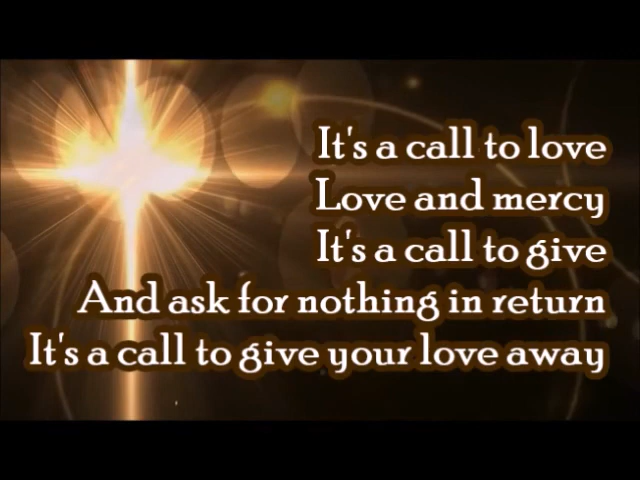 It's a call to love
Love and mercy
It's a call to give
And ask for nothing in return
It's a call to give your love away